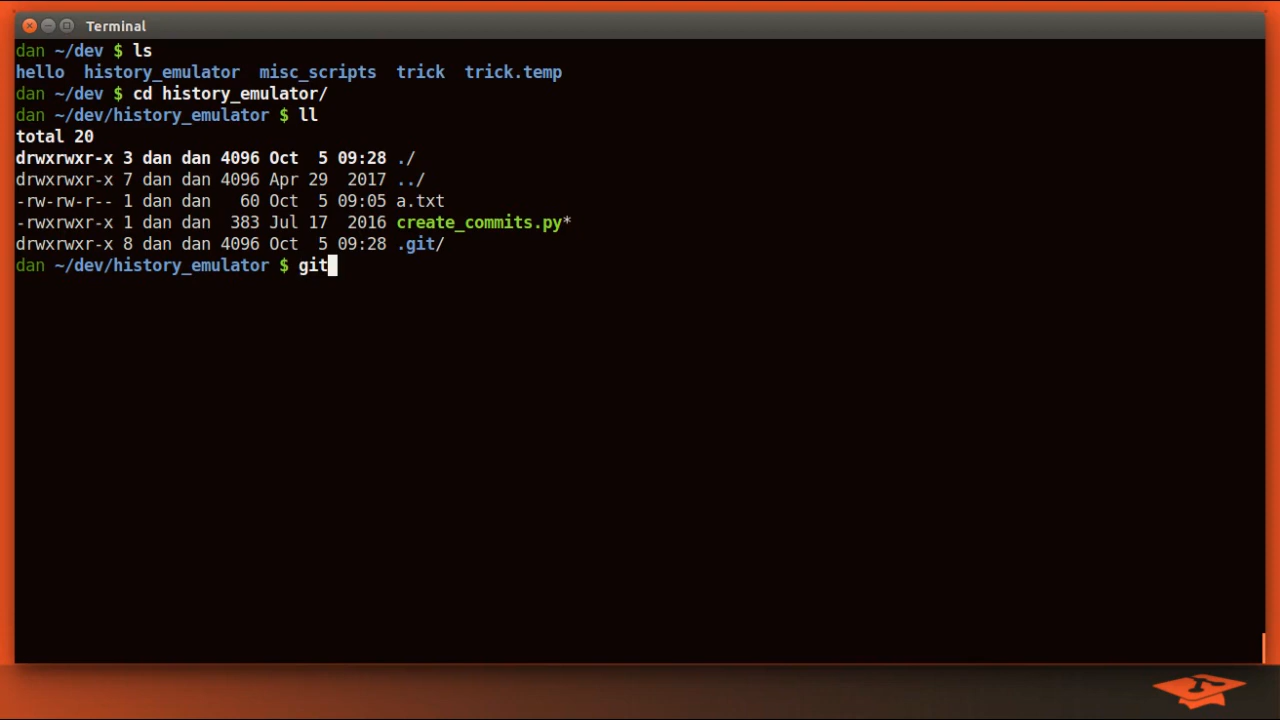 Terminal
dan ~/dev $ ls
hello  history_emulator  misc_scripts  trick  trick.temp
dan ~/dev $ cd history_emulator/
dan ~/dev/history_emulator $ ll
total 20
drwxrwxr-x 3 dan dan 4096 Oct  5 09:28 ./
drwxrwxr-x 7 dan dan 4096 Apr 29  2017 ../
-rw-rw-r-- 1 dan dan   60 Oct  5 09:05 a.txt
-rwxrwxr-x 1 dan dan  383 Jul 17  2016 create_commits.py*
drwxrwxr-x 8 dan dan 4096 Oct  5 09:28 .git/
dan ~/dev/history_emulator $ git